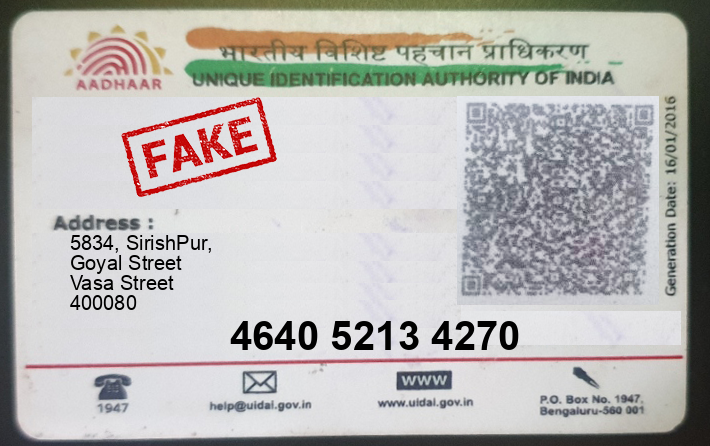 भारतीय विशिष्ट पहचान प्राधिकरण
AADHAAR
UNIQUE IDENTIFICATION AUTHORITY OF INDIA
FAKE
Generation Date: 16/01/2016
Address :
5834, SirishPur,
Goyal Street
Vasa Street
400080
4640 5213 4270
1947
help@uidai.gov.in
WWW
www.uidai.gov.in
P.O. Box No. 1947,
Bengaluru-560 001